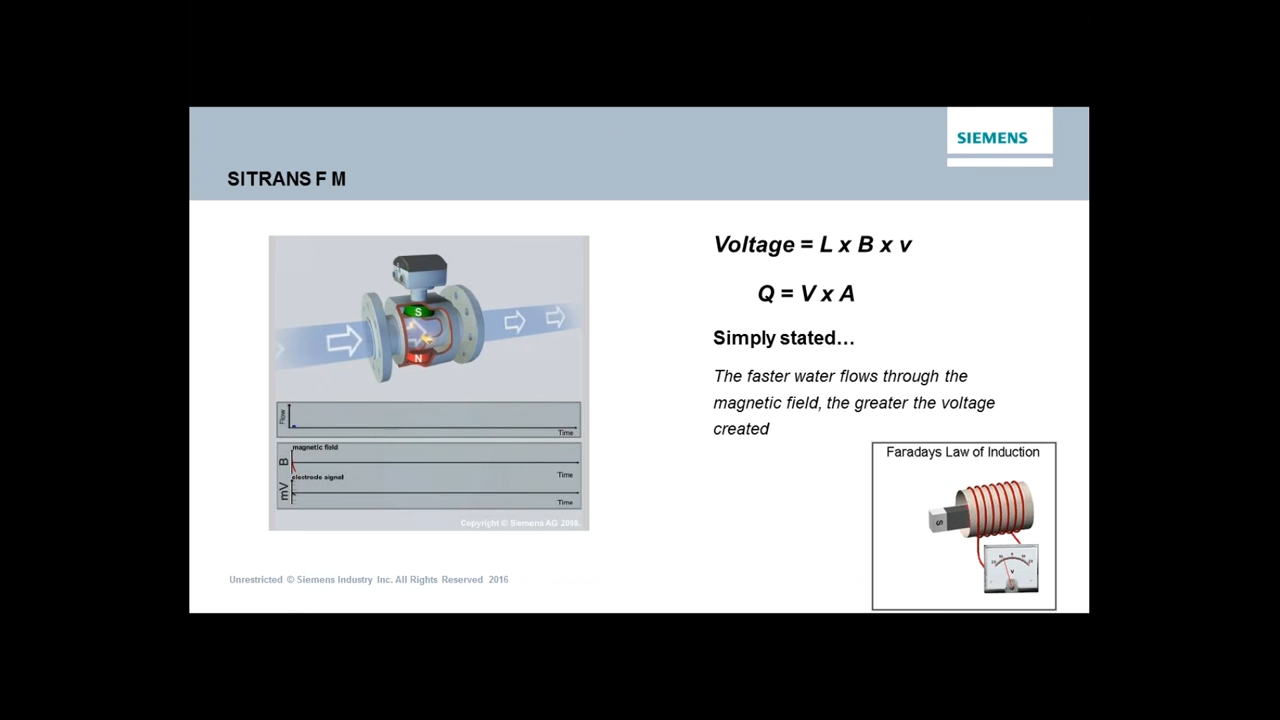 SIEMENS
SITRANS F M
Voltage = L x B x v
Q = V x A
Simply stated…
The faster water flows through the
magnetic field, the greater the voltage
created
S
N
Flow
Time
magnetic field
B
Time
electrode signal
mV
Time
Copyright © Siemens AG 2008.
Faradays Law of Induction
S
V
Unrestricted © Siemens Industry Inc. All Rights Reserved 2016